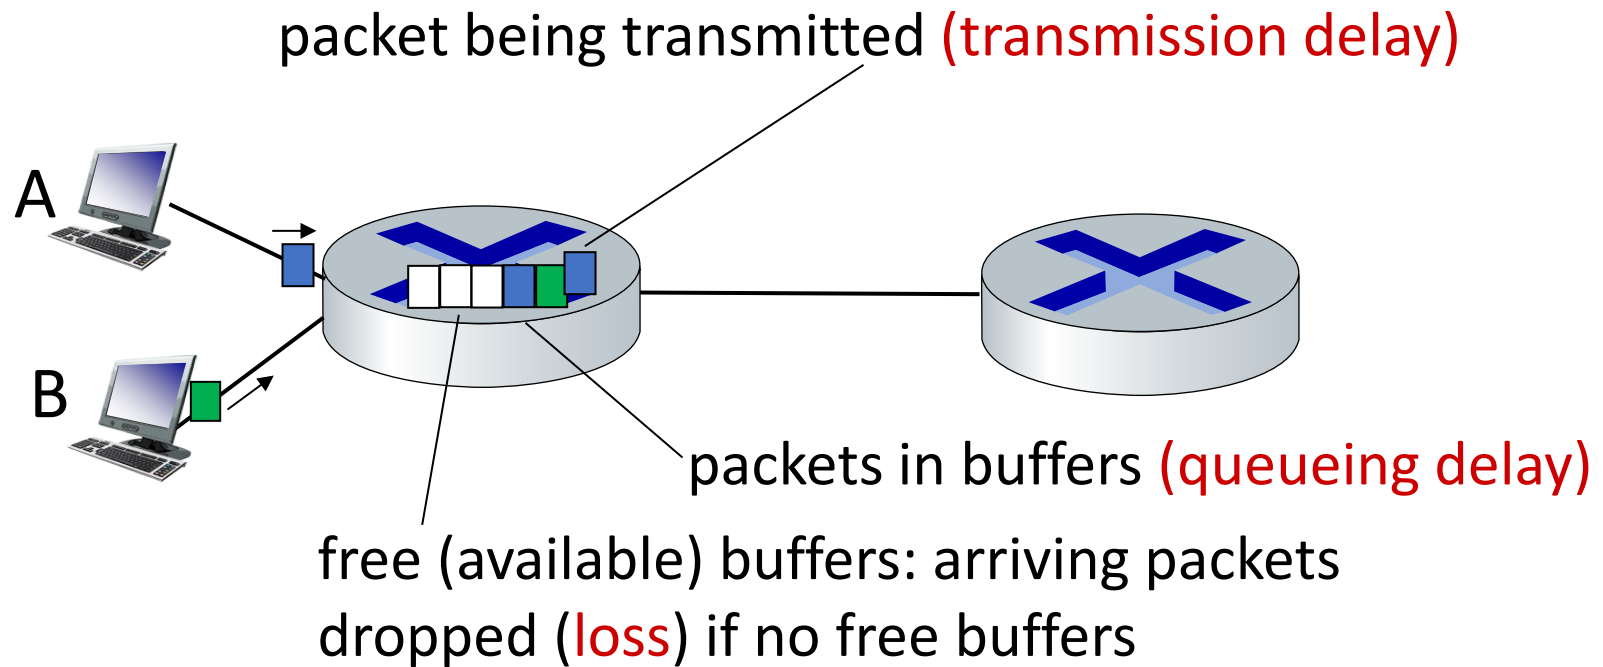 packet being transmitted (transmission delay)
A
B
packets in buffers (queueing delay)
free (available) buffers: arriving packets
dropped (loss) if no free buffers